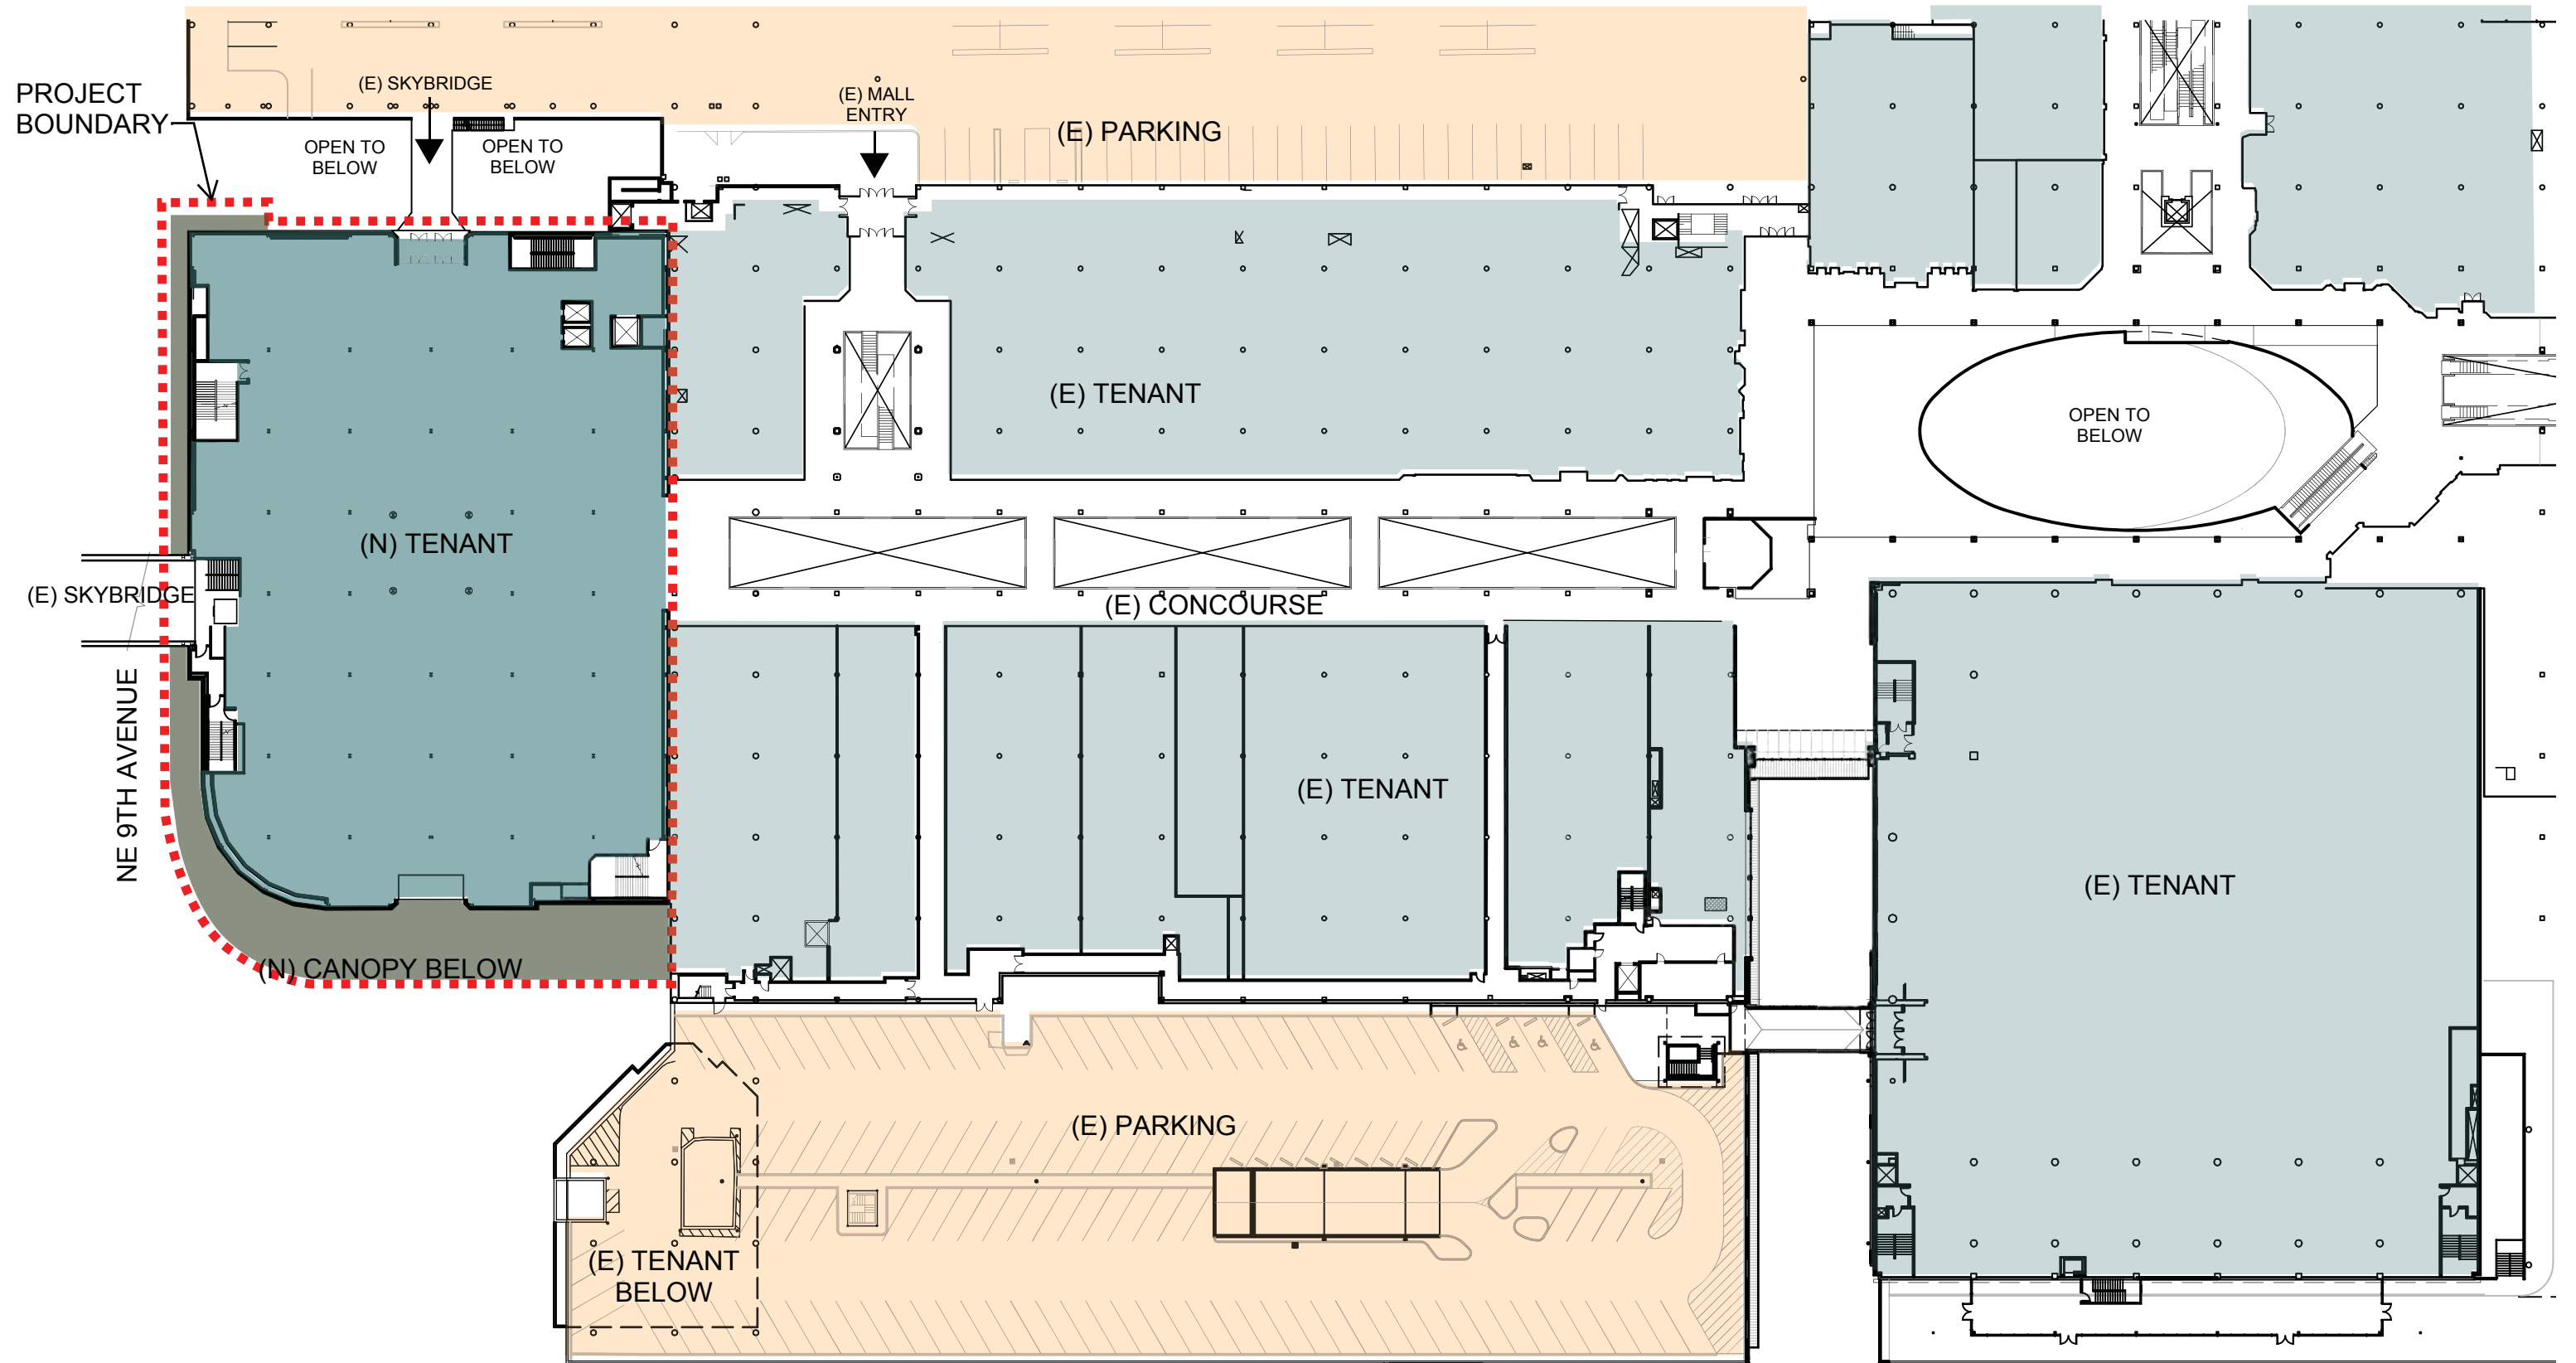 PROJECT
BOUNDARY
(E) SKYBRIDGE
OPEN TO
BELOW
OPEN TO
BELOW
(E) MALL
ENTRY
(E) PARKING
(E) TENANT
OPEN TO
BELOW
(N) TENANT
(E) SKYBRIDGE
(E) CONCOURSE
NE 9TH AVENUE
(E) TENANT
(E) TENANT
(N) CANOPY BELOW
(E) PARKING
(E) TENANT
BELOW